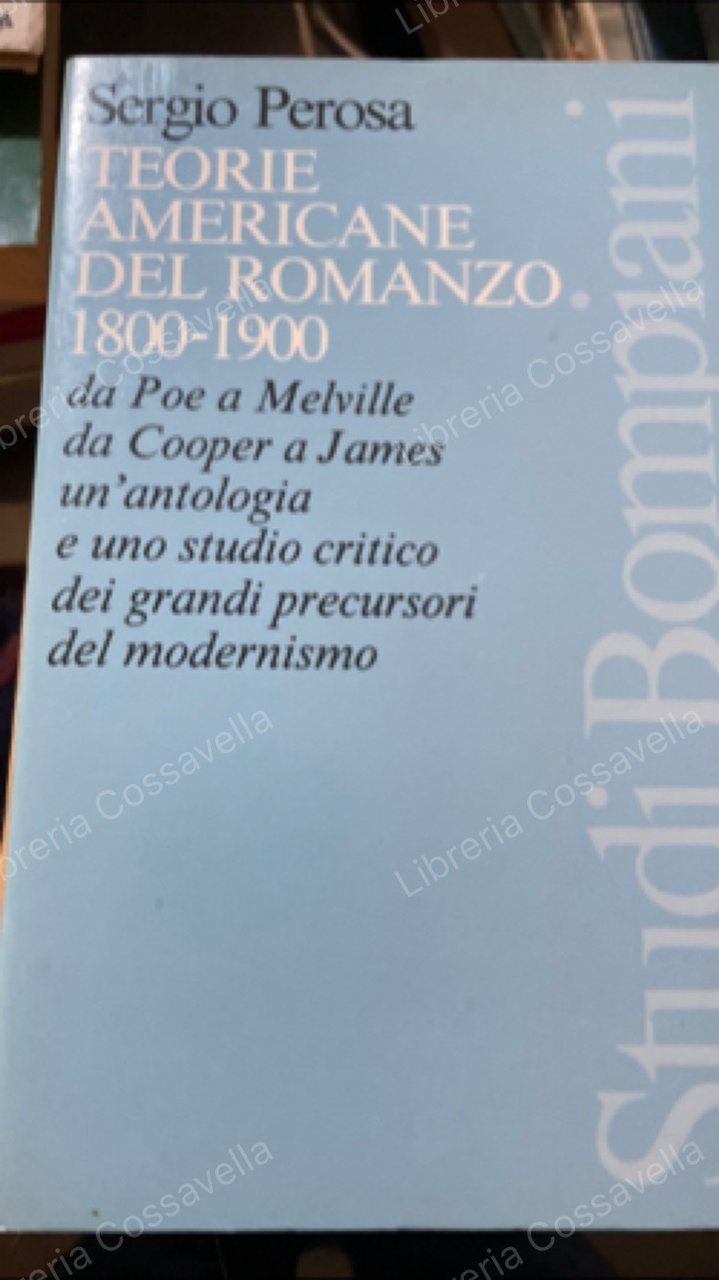 Sergio Perosa
TEORIE
AMERICANE
DEL ROMANZO
1800-1900
da Poe a Melville
da Cooper a James
un'antologia
e uno studio critico
dei grandi precursori
del modernismo
Studi Bompiani
Libreria Cossavella
Libreria Cossavella
Libreria Cossavella
Libreria Cossavella
Libreria Cossavella
Libreria Cossavella